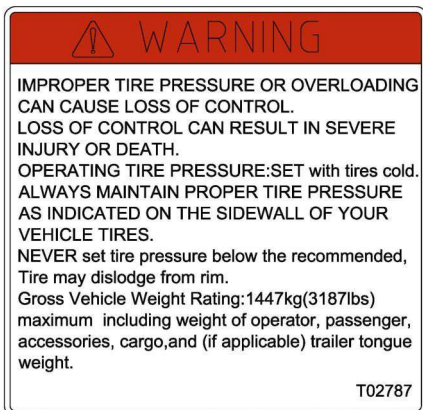 WARNING
IMPROPER TIRE PRESSURE OR OVERLOADING
CAN CAUSE LOSS OF CONTROL.
LOSS OF CONTROL CAN RESULT IN SEVERE
INJURY OR DEATH.
OPERATING TIRE PRESSURE:SET with tires cold.
ALWAYS MAINTAIN PROPER TIRE PRESSURE
AS INDICATED ON THE SIDEWALL OF YOUR
VEHICLE TIRES.
NEVER set tire pressure below the recommended,
Tire may dislodge from rim.
Gross Vehicle Weight Rating:1447kg(3187lbs)
maximum including weight of operator, passenger,
accessories, cargo,and (if applicable) trailer tongue
weight.
T02787